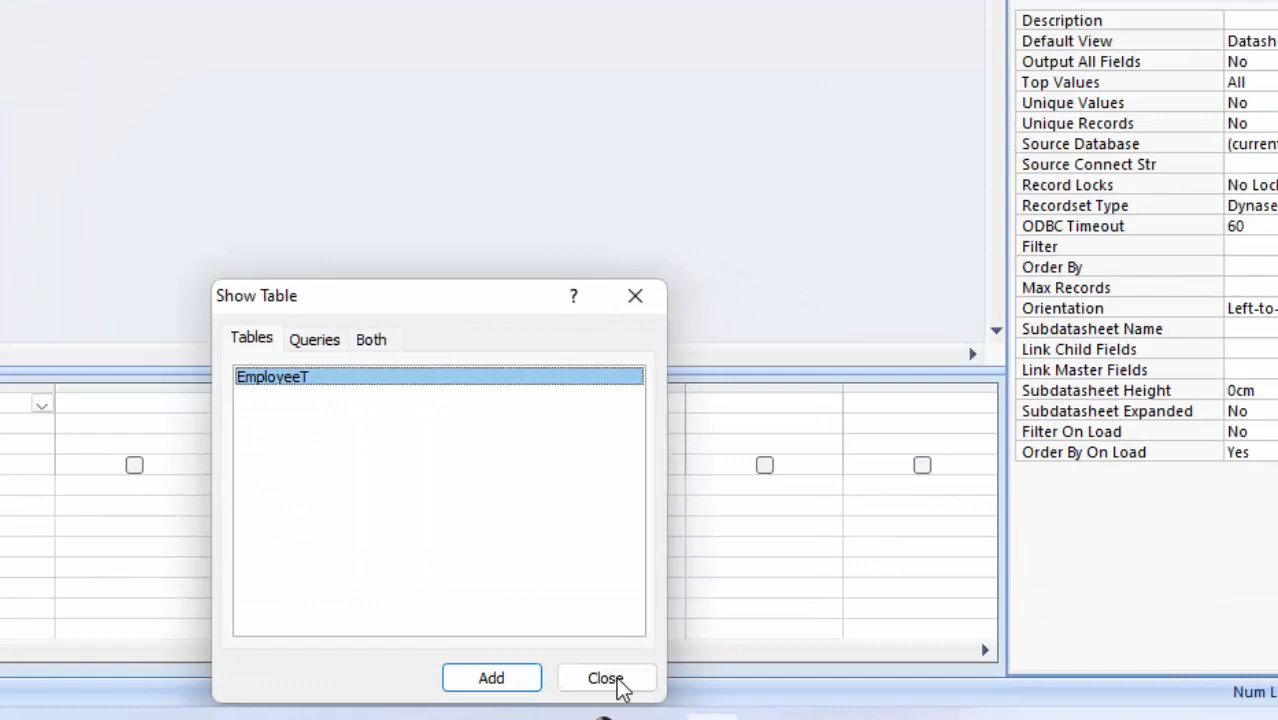 Description
Default View Datash
Output All Fields No
Top Values All
Unique Values No
Unique Records No
Source Database (current
Source Connect Str
Record Locks No Loc
Recordset Type Dynase
ODBC Timeout 60
Filter
Order By
Max Records
Orientation Left-to-
Subdatasheet Name
Link Child Fields
Link Master Fields
Subdatasheet Height 0cm
Subdatasheet Expanded No
Filter On Load No
Order By On Load Yes
Show Table ?
Tables Queries Both
EmployeeT
Add Close
Num L